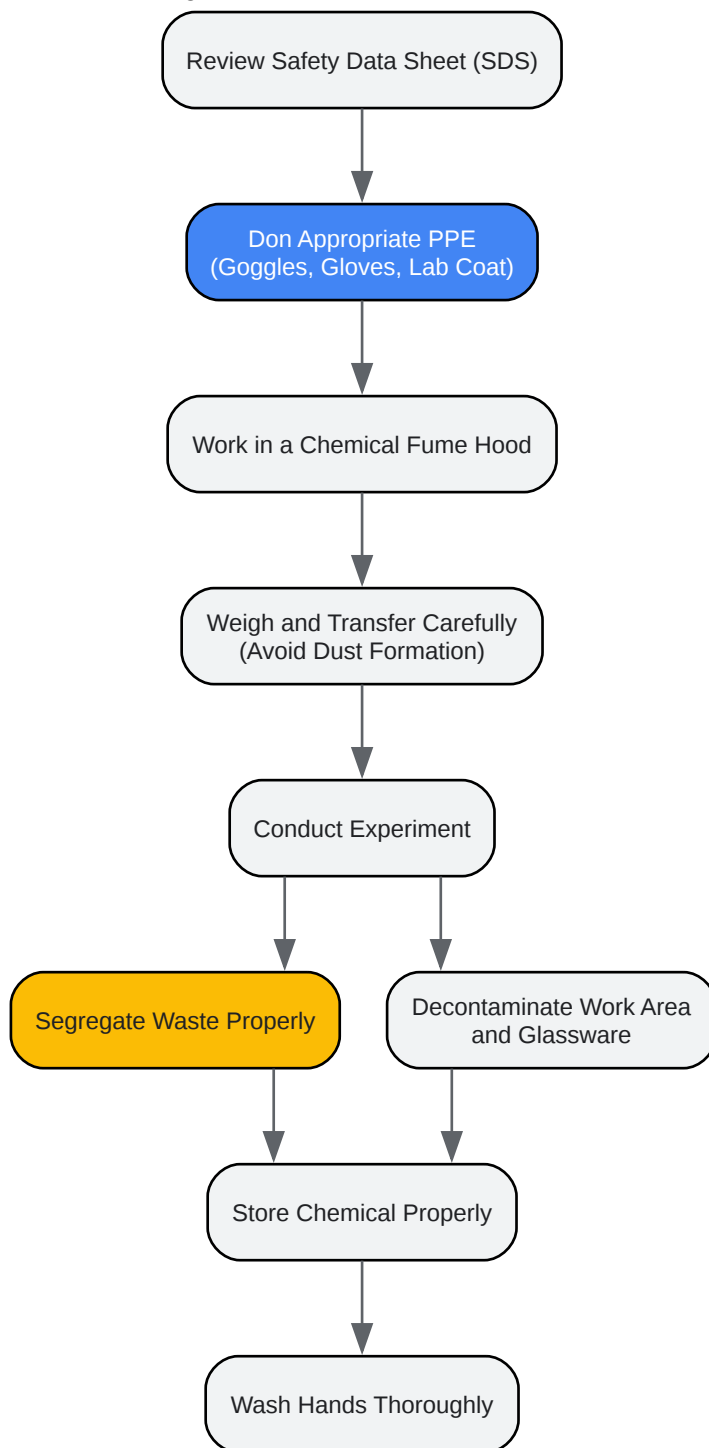 Review Safety Data Sheet (SDS)
Don Appropriate PPE
(Goggles, Gloves, Lab Coat)
Work in a Chemical Fume Hood
Weigh and Transfer Carefully
(Avoid Dust Formation)
Conduct Experiment
Segregate Waste Properly
Decontaminate Work Area
and Glassware
Store Chemical Properly
Wash Hands Thoroughly